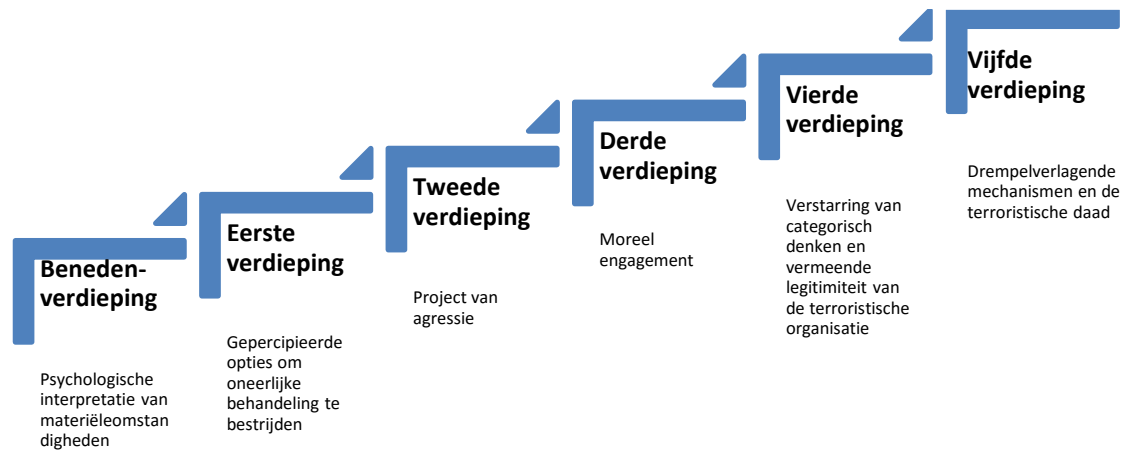 Beneden-
verdieping
Psychologische
interpretatie van
materiëleomstan
digheden
Eerste
verdieping
Gepercipieerde
opties om
oneerlijke
behandeling te
bestrijden
Tweede
verdieping
Project van
agressie
Derde
verdieping
Moreel
engagement
Vierde
verdieping
Verstarring van
categorisch
denken en
vermeende
legitimiteit van
de terroristische
organisatie
Vijfde
verdieping
Drempelverlagende
mechanismen en de
terroristische daad